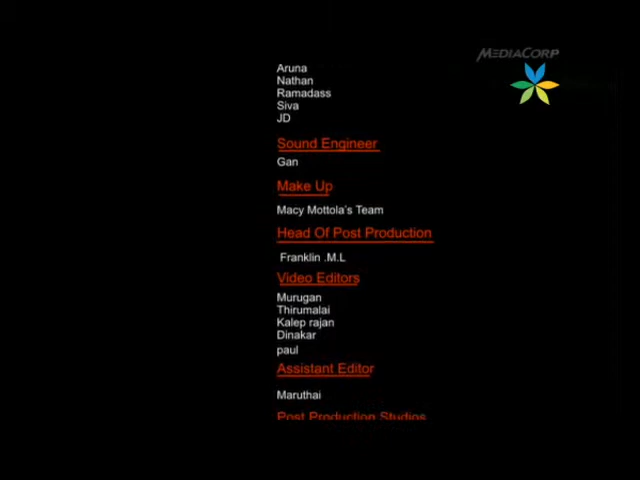 MEDIACORP
Aruna
Nathan
Ramadass
Siva
JD
Sound Engineer
Gan
Make Up
Macy Mottola's Team
Head Of Post Production
Franklin .M.L
Video Editors
Murugan
Thirumalai
Kalep rajan
Dinakar
paul
Assistant Editor
Maruthai
Post Production Studios